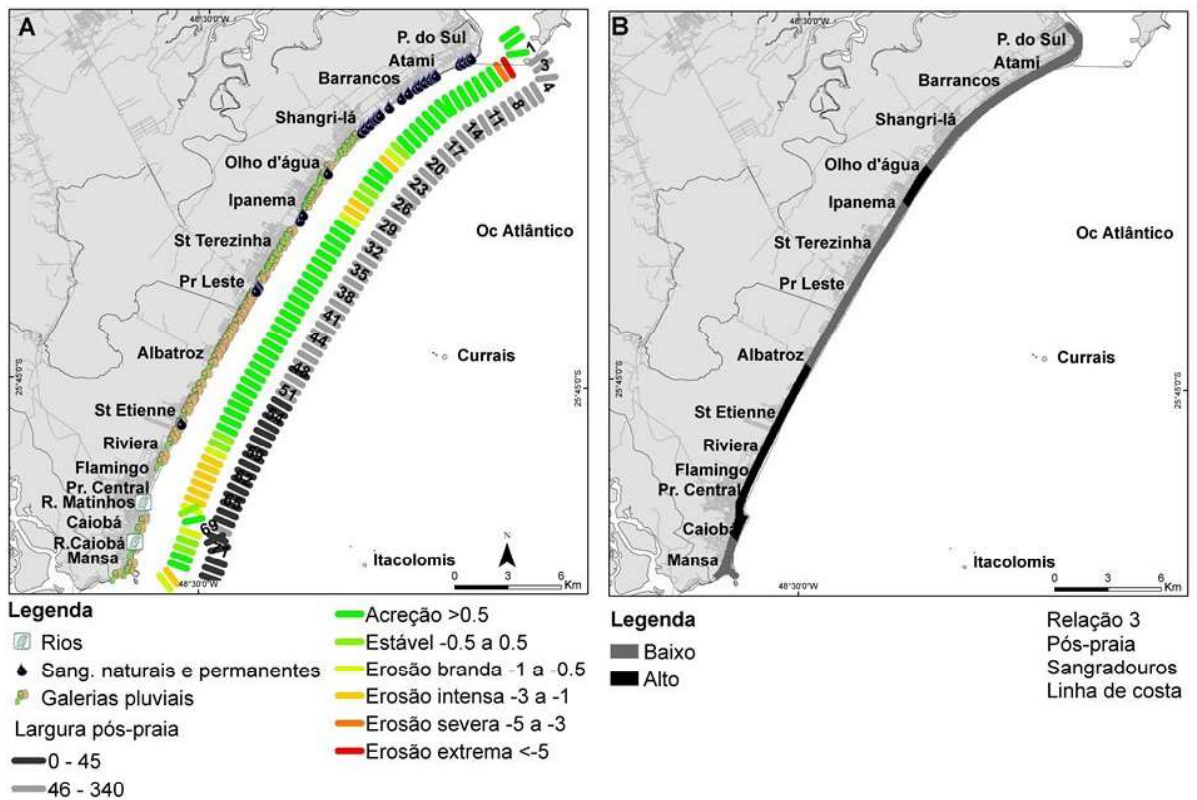 A
48°30'0"W
P. do Sul
Atami
Barrancos
Shangri-lá
Olho d'água
Ipanema
St Terezinha
Pr Leste
Albatroz
St Etienne
Riviera
Flamingo
Pr. Central
R. Matinhos
Caiobá
R.Caiobá
Mansa
1
3
4
8
11
14
17
20
23
26
29
32
35
38
41
44
48
51
69
Oc Atlântico
Currais
Itacolomis
25°45'0"S
48°30'0"W
N
0 3 6
Km
Legenda
Rios
Sang. naturais e permanentes
Galerias pluviais
Largura pós-praia
0 - 45
46 - 340
Acreção >0.5
Estável -0.5 a 0.5
Erosão branda -1 a -0.5
Erosão intensa -3 a -1
Erosão severa -5 a -3
Erosão extrema <-5
B
48°30'0"W
P. do Sul
Atami
Barrancos
Shangri-lá
Olho d'água
Ipanema
St Terezinha
Pr Leste
Albatroz
St Etienne
Riviera
Flamingo
Pr. Central
Caiobá
Mansa
Oc Atlântico
Currais
Itacolomis
25°45'0"S
48°30'0"W
0 3 6
Km
Legenda
Baixo
Alto
Relação 3
Pós-praia
Sangradouros
Linha de costa